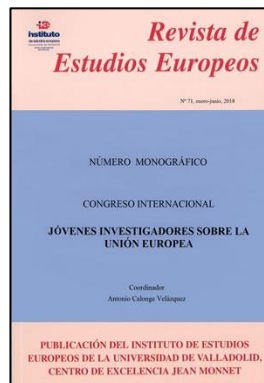 instituto
Revista de
Estudios Europeos
Nº 71, enero-junio, 2018
NÚMERO MONOGRÁFICO
CONGRESO INTERNACIONAL
JÓVENES INVESTIGADORES SOBRE LA
UNIÓN EUROPEA
Coordinador
Antonio Calonge Velázquez
PUBLICACIÓN DEL INSTITUTO DE ESTUDIOS
EUROPEOS DE LA UNIVERSIDAD DE VALLADOLID,
CENTRO DE EXCELENCIA JEAN MONNET